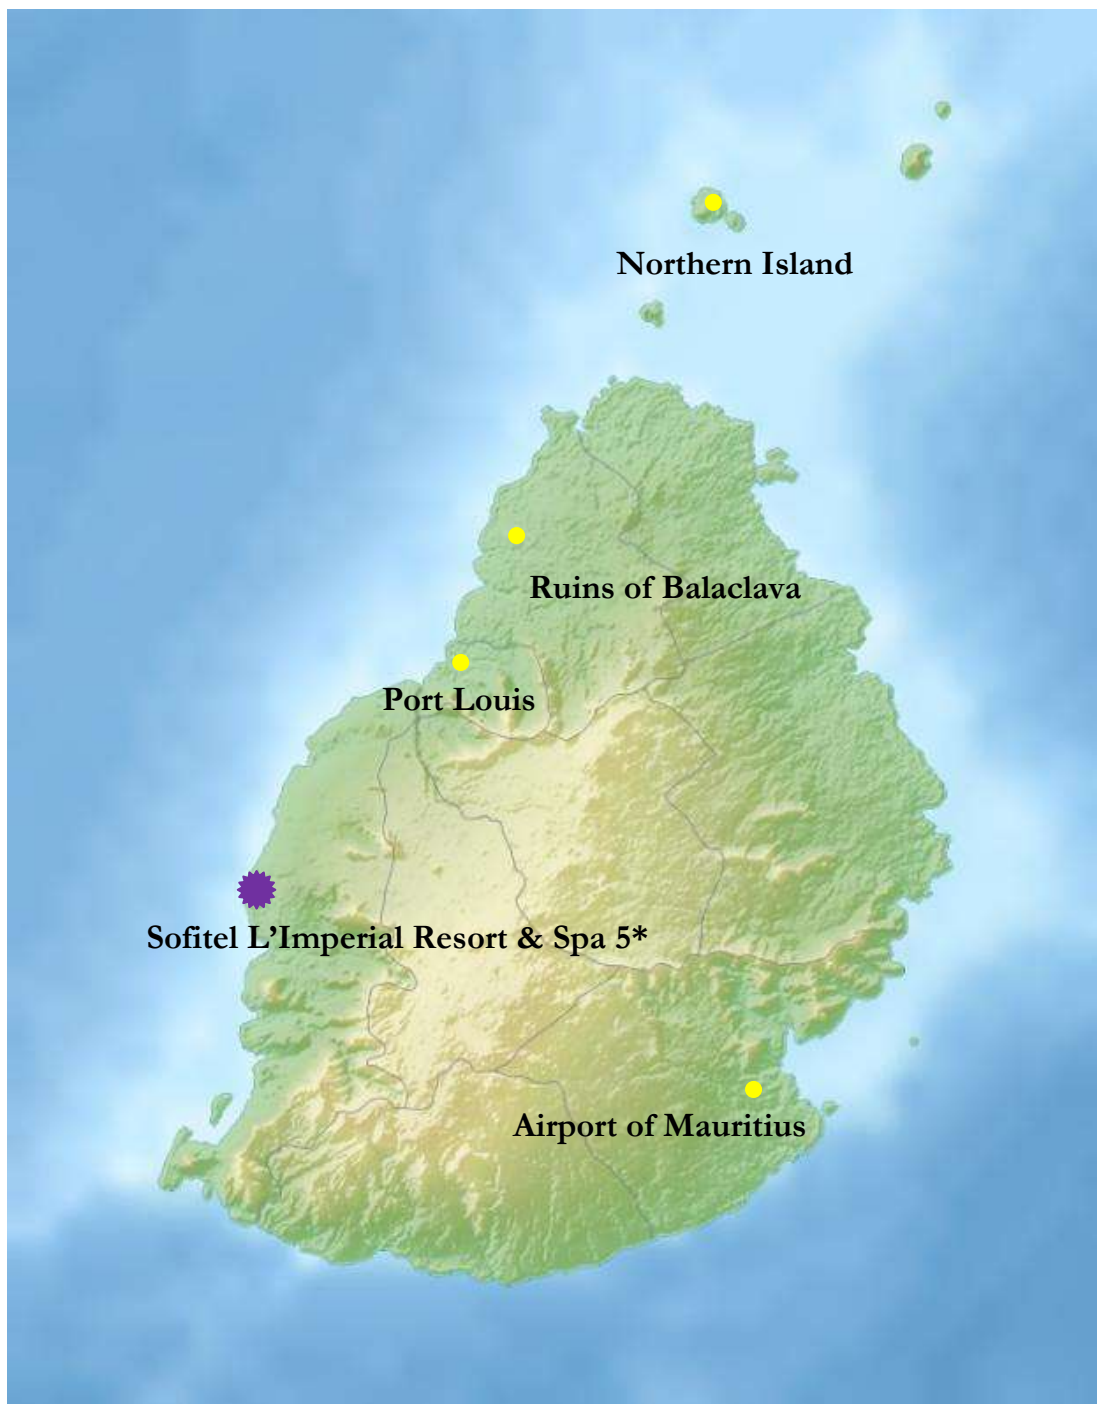 Northern Island
Ruins of Balaclava
Port Louis
Sofitel L’Imperial Resort & Spa 5*
Airport of Mauritius